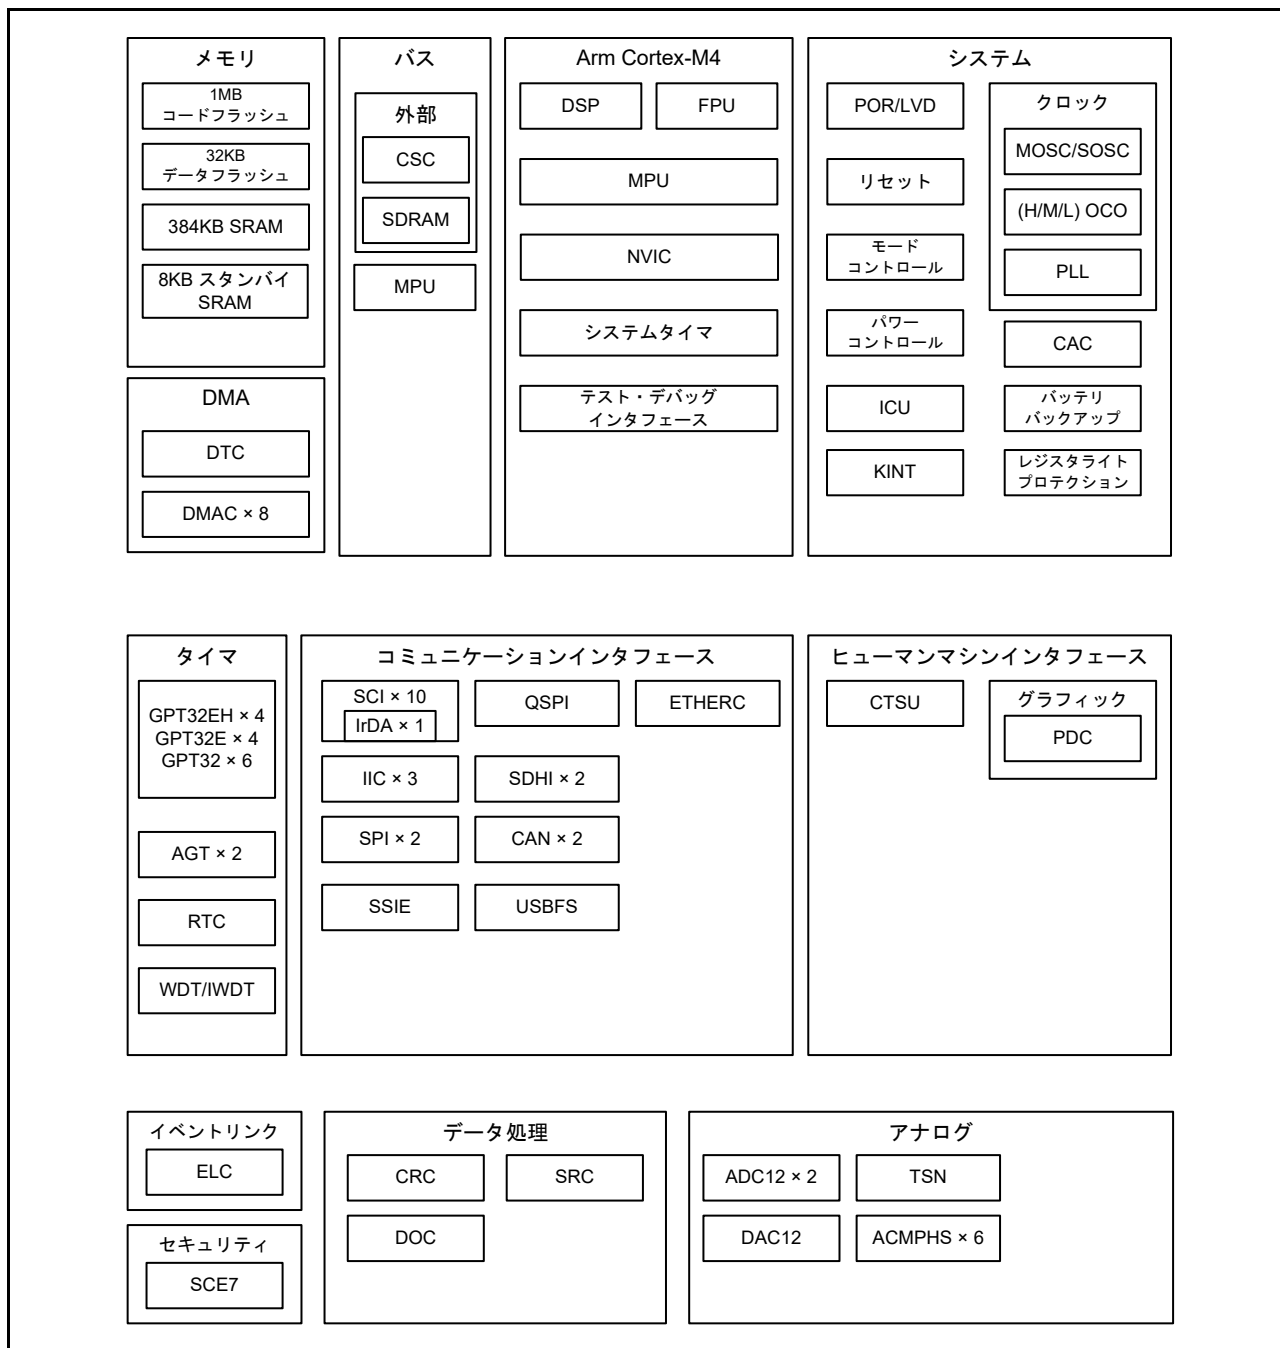 メモリ
1MB
コードフラッシュ
32KB
データフラッシュ
384KB SRAM
8KB スタンバイ
SRAM
DMA
DTC
DMAC × 8
バス
外部
CSC
SDRAM
MPU
Arm Cortex-M4
DSP
FPU
MPU
NVIC
システムタイマ
テスト・デバッグ
インタフェース
システム
POR/LVD
リセット
モード
コントロール
パワー
コントロール
ICU
KINT
クロック
MOSC/SOSC
(H/M/L) OCO
PLL
CAC
バッテリ
バックアップ
レジスタライト
プロテクション
タイマ
GPT32EH × 4
GPT32E × 4
GPT32 × 6
AGT × 2
RTC
WDT/IWDT
コミュニケーションインタフェース
SCI × 10
IrDA × 1
IIC × 3
SPI × 2
SSIE
QSPI
SDHI × 2
CAN × 2
USBFS
ETHERC
ヒューマンマシンインタフェース
CTSU
グラフィック
PDC
イベントリンク
ELC
セキュリティ
SCE7
データ処理
CRC
SRC
DOC
アナログ
ADC12 × 2
TSN
DAC12
ACMPHS × 6